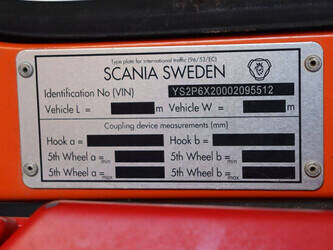 Type plate for international traffic (96/53/EC)
SCANIA SWEDEN
Identification No (VIN) YS2P6X20002095512
Vehicle L = m Vehicle W = m
Coupling device measurements (mm)
Hook a = Hook b =
5th Wheel a min = 5th Wheel b min =
5th Wheel a max = 5th Wheel b max =